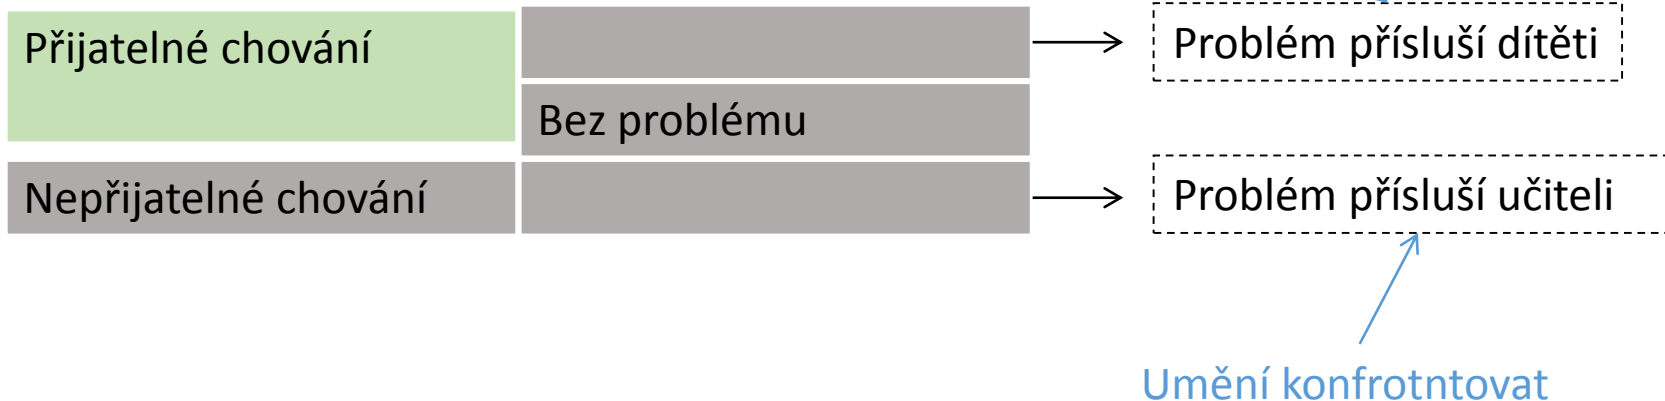 Přijatelné chování
Problém přísluší dítěti
Bez problému
Nepřijatelné chování
Problém přísluší učiteli
Umění konfrotntovat